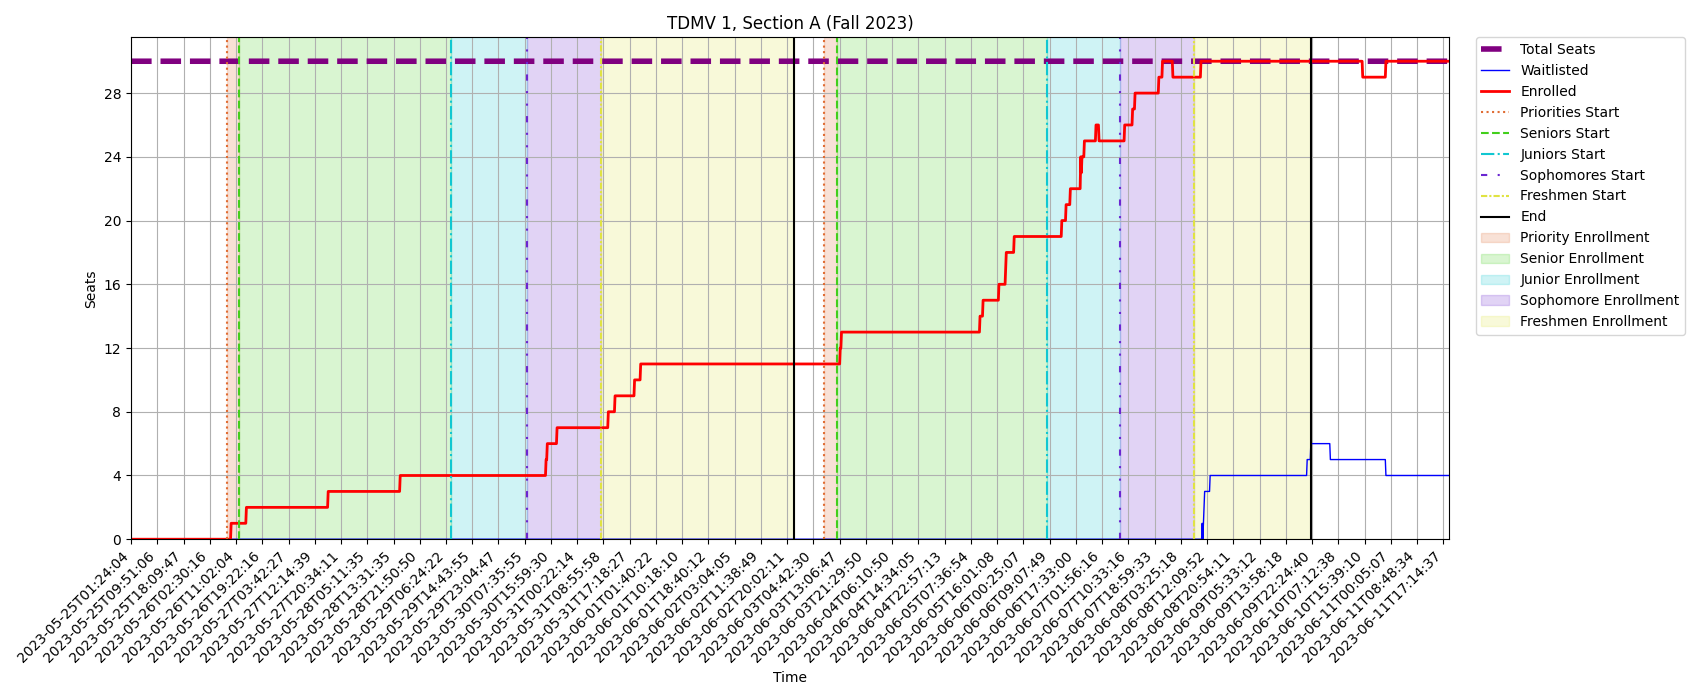 TDMV 1, Section A (Fall 2023)
Seats
28
24
20
16
12
8
4
0
2023-05-25T01:24:04
2023-05-25T09:51:06
2023-05-25T18:09:47
2023-05-26T02:30:16
2023-05-26T11:02:04
2023-05-26T19:22:16
2023-05-27T03:42:27
2023-05-27T12:14:39
2023-05-27T20:34:11
2023-05-28T05:11:35
2023-05-28T13:31:35
2023-05-28T21:50:50
2023-05-29T06:24:22
2023-05-29T14:43:55
2023-05-29T23:04:47
2023-05-30T07:35:55
2023-05-30T15:59:30
2023-05-31T00:22:14
2023-05-31T08:55:58
2023-05-31T17:18:27
2023-06-01T01:40:22
2023-06-01T10:18:10
2023-06-01T18:40:12
2023-06-02T03:04:05
2023-06-02T11:38:49
2023-06-02T20:02:11
2023-06-03T04:42:30
2023-06-03T13:06:47
2023-06-03T21:29:50
2023-06-04T06:10:50
2023-06-04T14:34:05
2023-06-04T22:57:13
2023-06-05T07:36:54
2023-06-05T16:01:08
2023-06-06T00:25:07
2023-06-06T09:07:49
2023-06-06T17:33:00
2023-06-07T01:56:16
2023-06-07T10:33:16
2023-06-07T18:59:33
2023-06-08T03:25:18
2023-06-08T12:09:52
2023-06-08T20:54:11
2023-06-09T05:33:12
2023-06-09T13:58:18
2023-06-09T22:24:40
2023-06-10T07:12:38
2023-06-10T15:39:10
2023-06-11T00:05:07
2023-06-11T08:48:34
2023-06-11T17:14:37
Time
Total Seats
Waitlisted
Enrolled
Priorities Start
Seniors Start
Juniors Start
Sophomores Start
Freshmen Start
End
Priority Enrollment
Senior Enrollment
Junior Enrollment
Sophomore Enrollment
Freshmen Enrollment